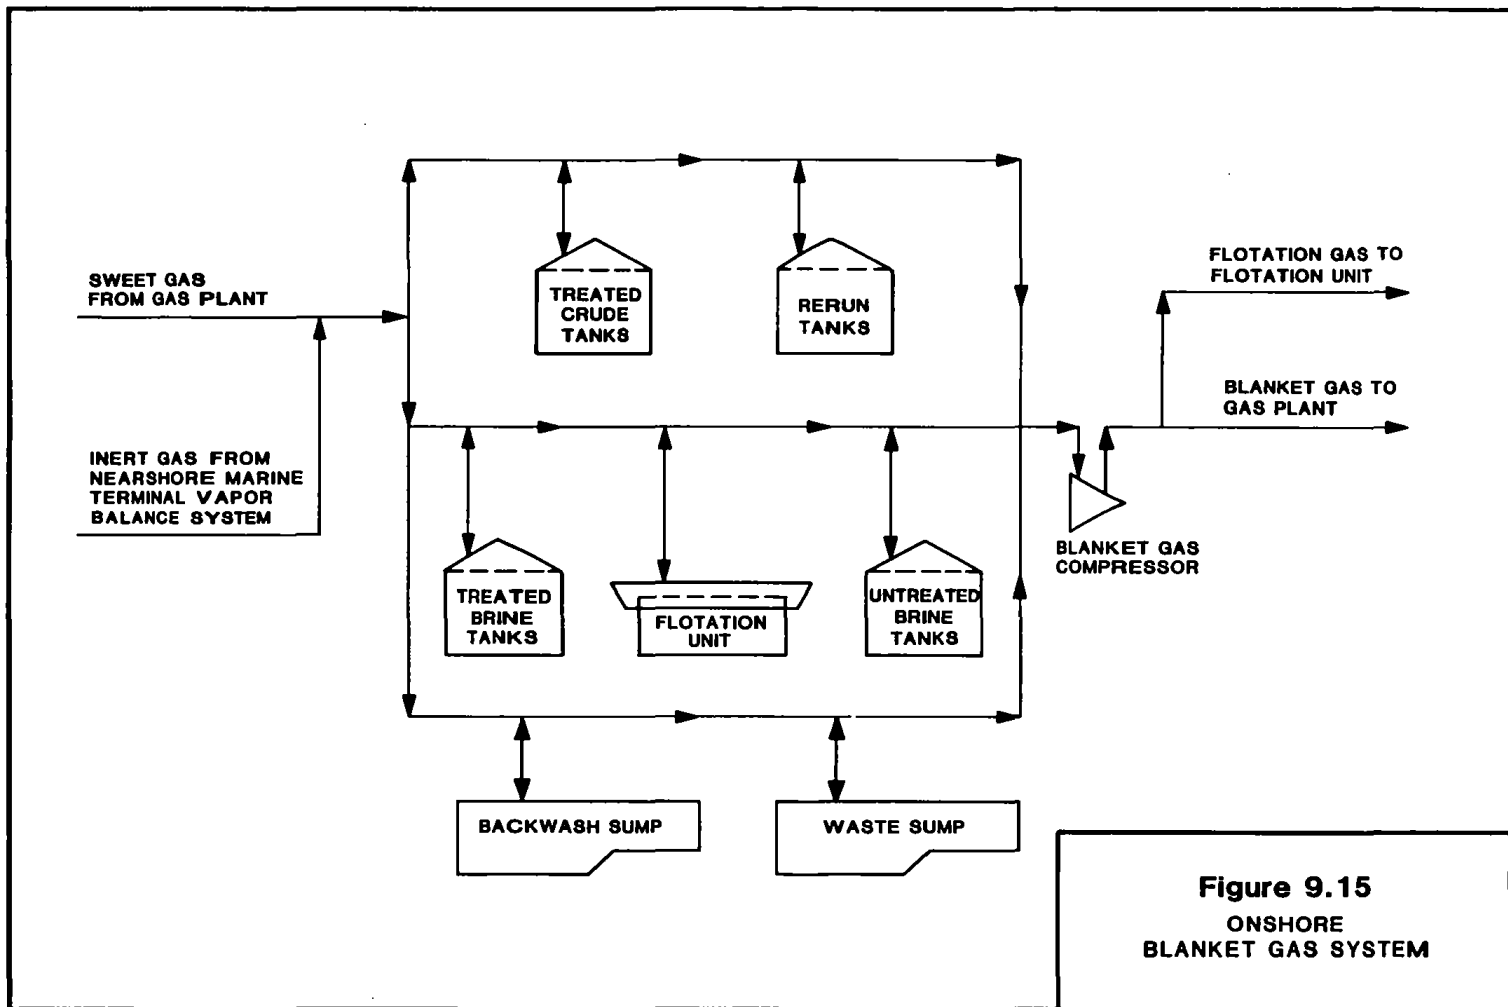 SWEET GAS
FROM GAS PLANT
INERT GAS FROM
NEARSHORE MARINE
TERMINAL VAPOR
BALANCE SYSTEM
TREATED
CRUDE
TANKS
RERUN
TANKS
FLOTATION GAS TO
FLOTATION UNIT
BLANKET GAS TO
GAS PLANT
BLANKET GAS
COMPRESSOR
TREATED
BRINE
TANKS
FLOTATION
UNIT
UNTREATED
BRINE
TANKS
BACKWASH SUMP
WASTE SUMP
Figure 9.15
ONSHORE
BLANKET GAS SYSTEM